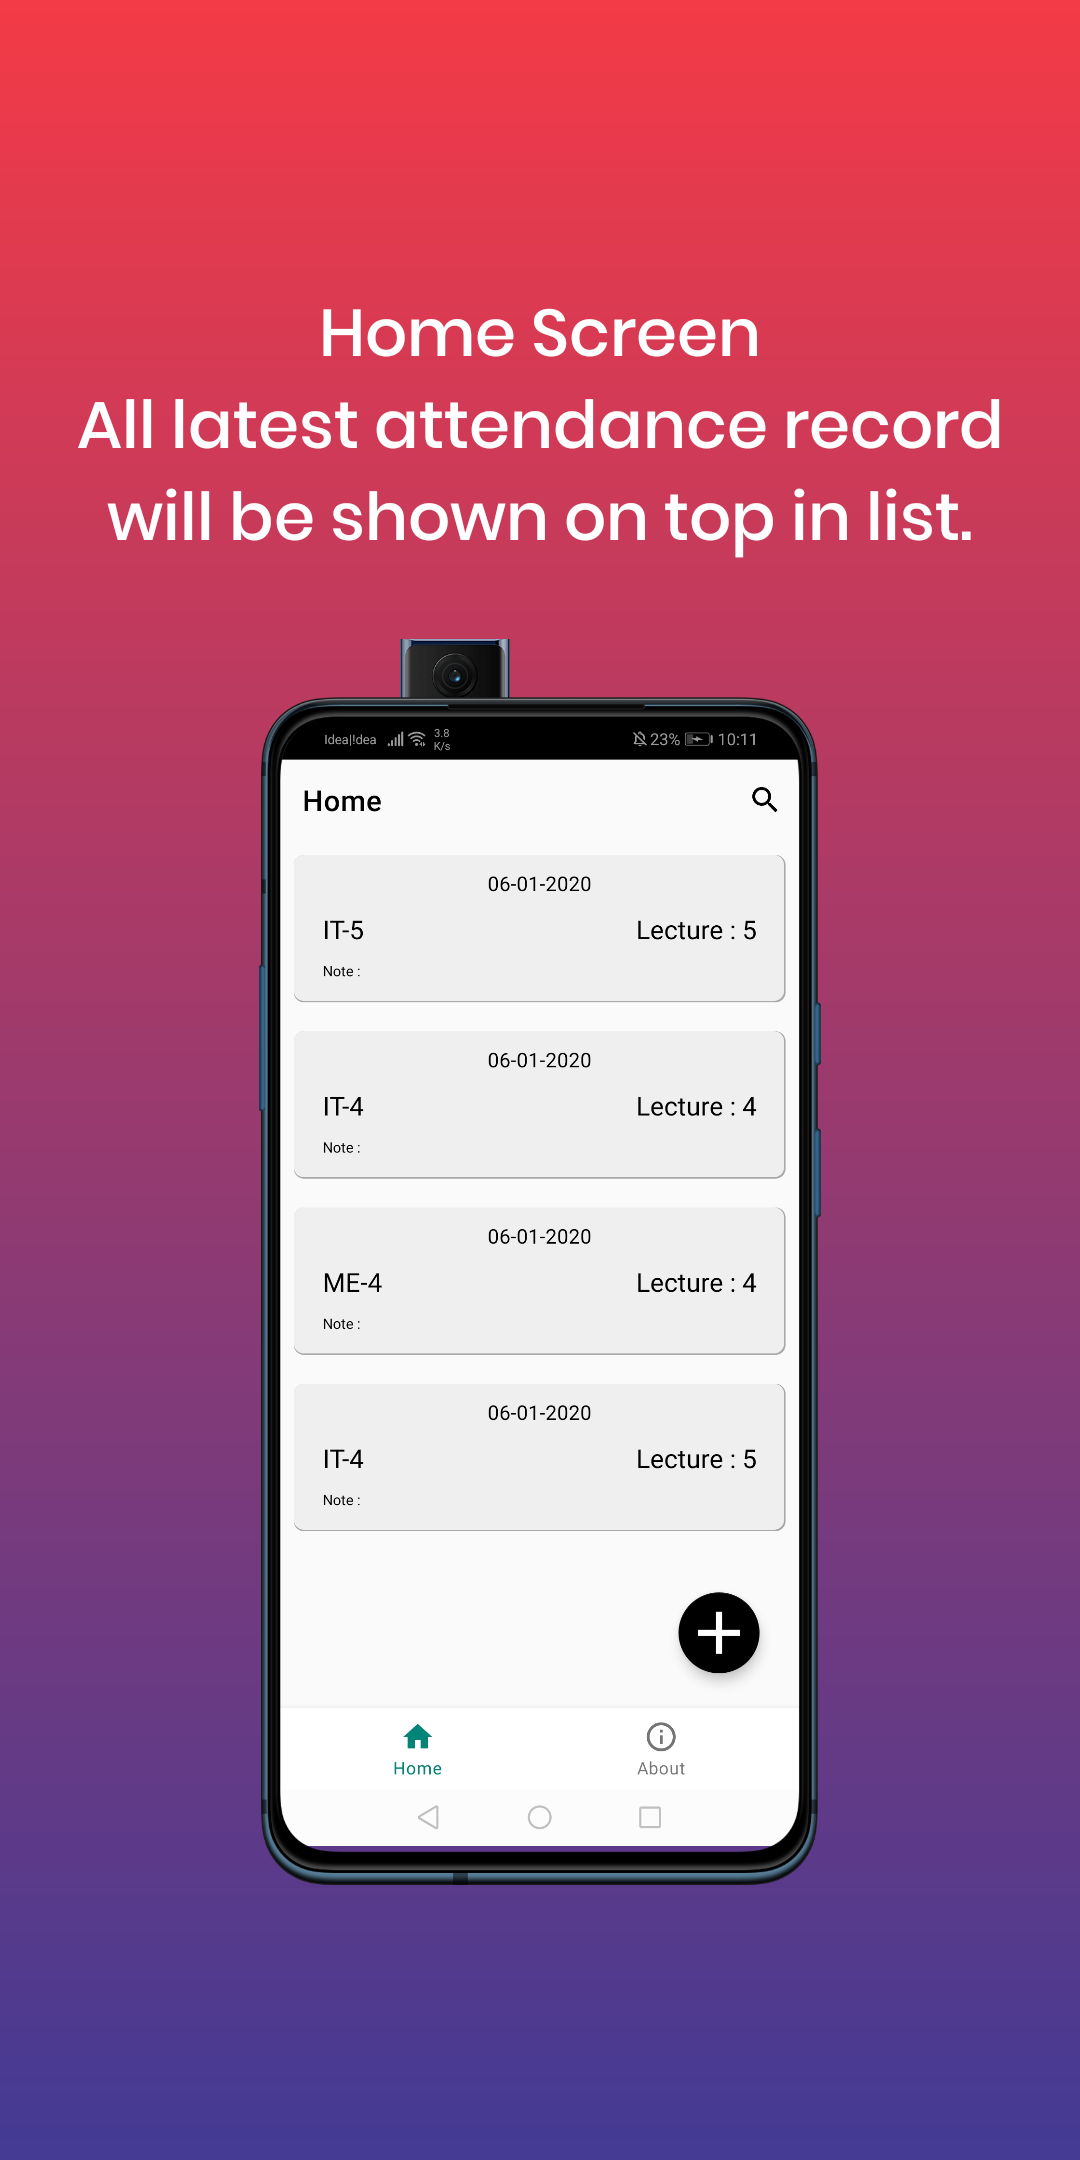 Home Screen
All latest attendance record
will be shown on top in list.
Idea|!dea 3.8 K/s 23% 10:11
Home
06-01-2020
IT-5 Lecture : 5
Note :
06-01-2020
IT-4 Lecture : 4
Note :
06-01-2020
ME-4 Lecture : 4
Note :
06-01-2020
IT-4 Lecture : 5
Note :
Home About